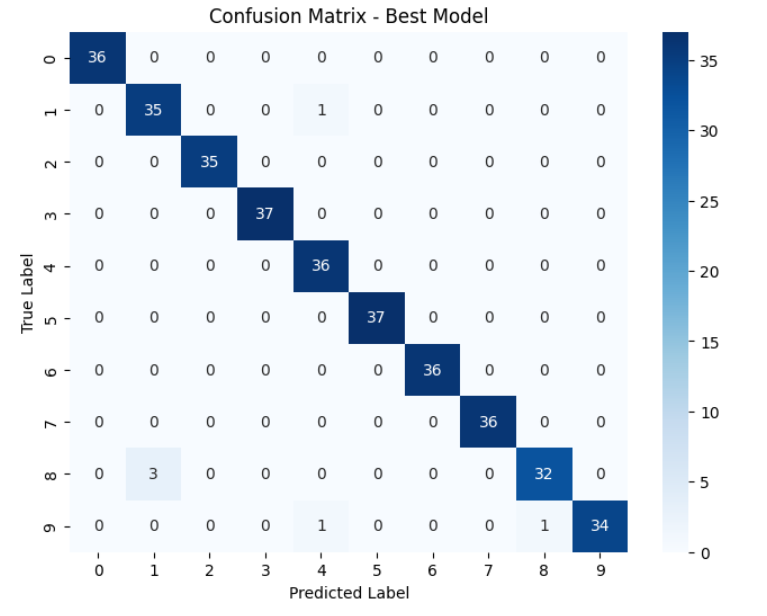 Confusion Matrix - Best Model
0 36 0 0 0 0 0 0 0 0 0
1 0 35 0 0 1 0 0 0 0 0
2 0 0 35 0 0 0 0 0 0 0
3 0 0 0 37 0 0 0 0 0 0
4 0 0 0 0 36 0 0 0 0 0
5 0 0 0 0 0 37 0 0 0 0
6 0 0 0 0 0 0 36 0 0 0
7 0 0 0 0 0 0 0 36 0 0
8 0 3 0 0 0 0 0 0 32 0
9 0 0 0 0 1 0 0 0 1 34
0 1 2 3 4 5 6 7 8 9
Predicted Label
True Label
35
30
25
20
15
10
5
0